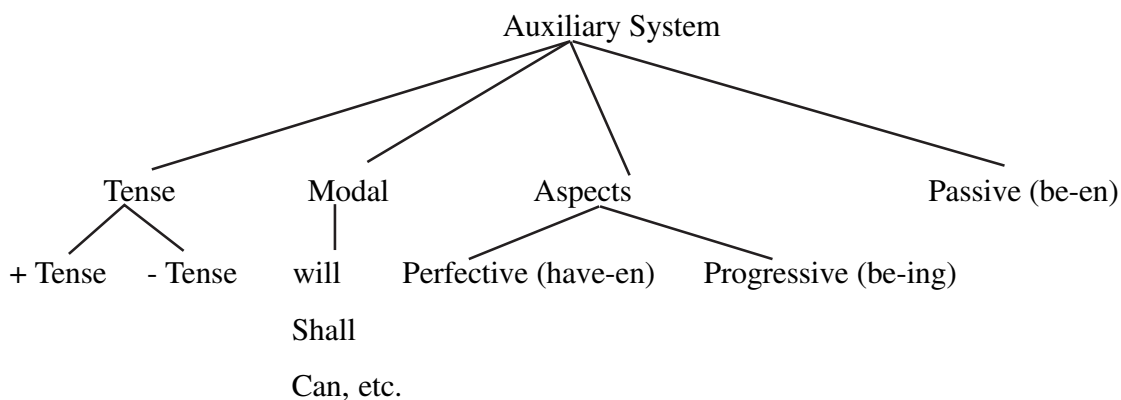 Auxiliary System
Tense Modal Aspects Passive (be-en)
+ Tense - Tense will Perfective (have-en) Progressive (be-ing)
Shall
Can, etc.